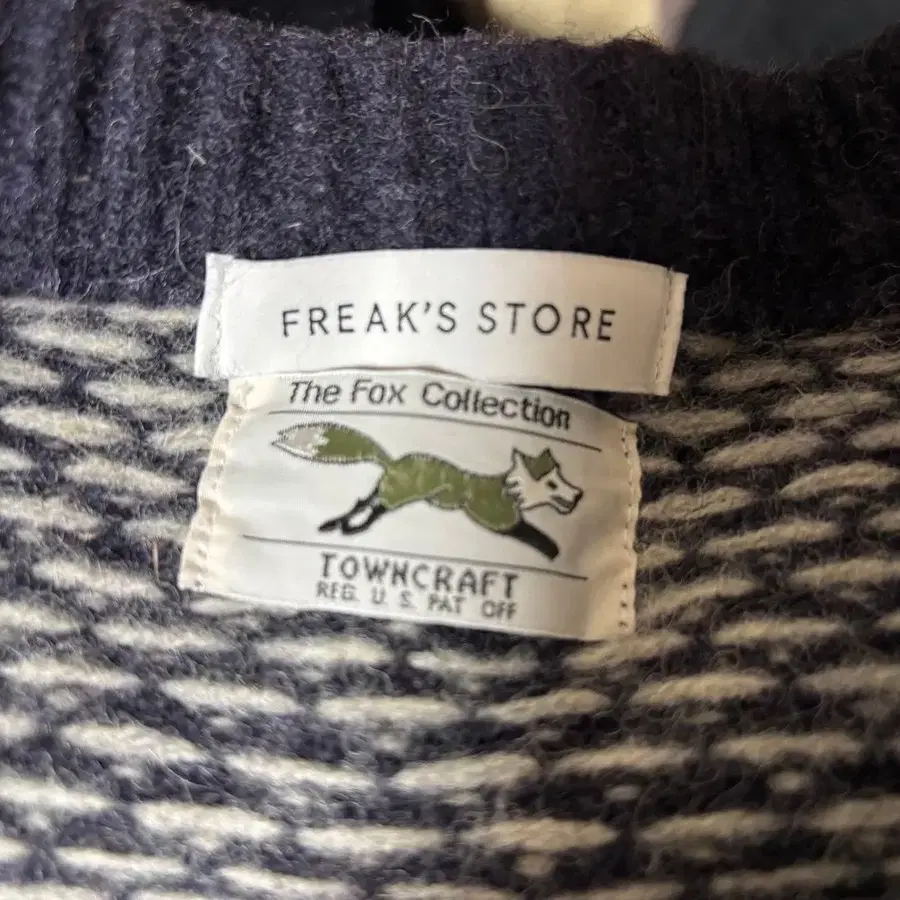 FREAK'S STORE
The Fox Collection
TOWNCRAFT
REG. U. S. PAT OFF